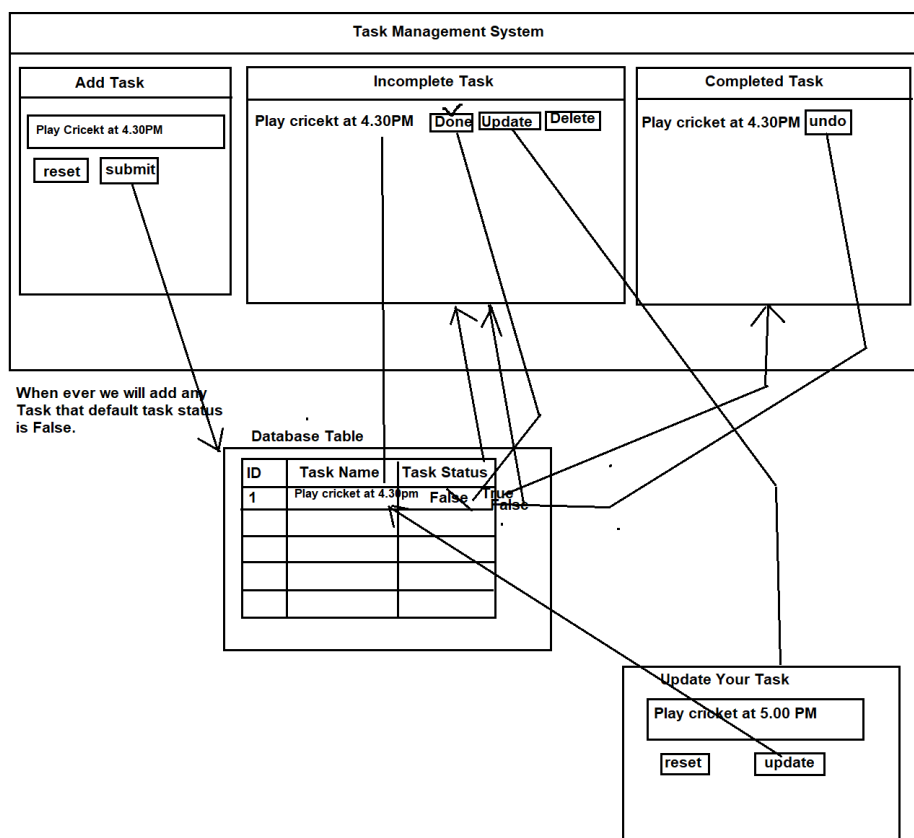 Task Management System
Add Task
Incomplete Task
Completed Task
Play Cricekt at 4.30PM
reset
submit
Play cricekt at 4.30PM
Done
Update
Delete
Play cricket at 4.30PM
undo
When ever we will add any
Task that default task status
is False.
Database Table
ID
Task Name
Task Status
1
Play cricket at 4.30pm
False
True
False
Update Your Task
Play cricket at 5.00 PM
reset
update